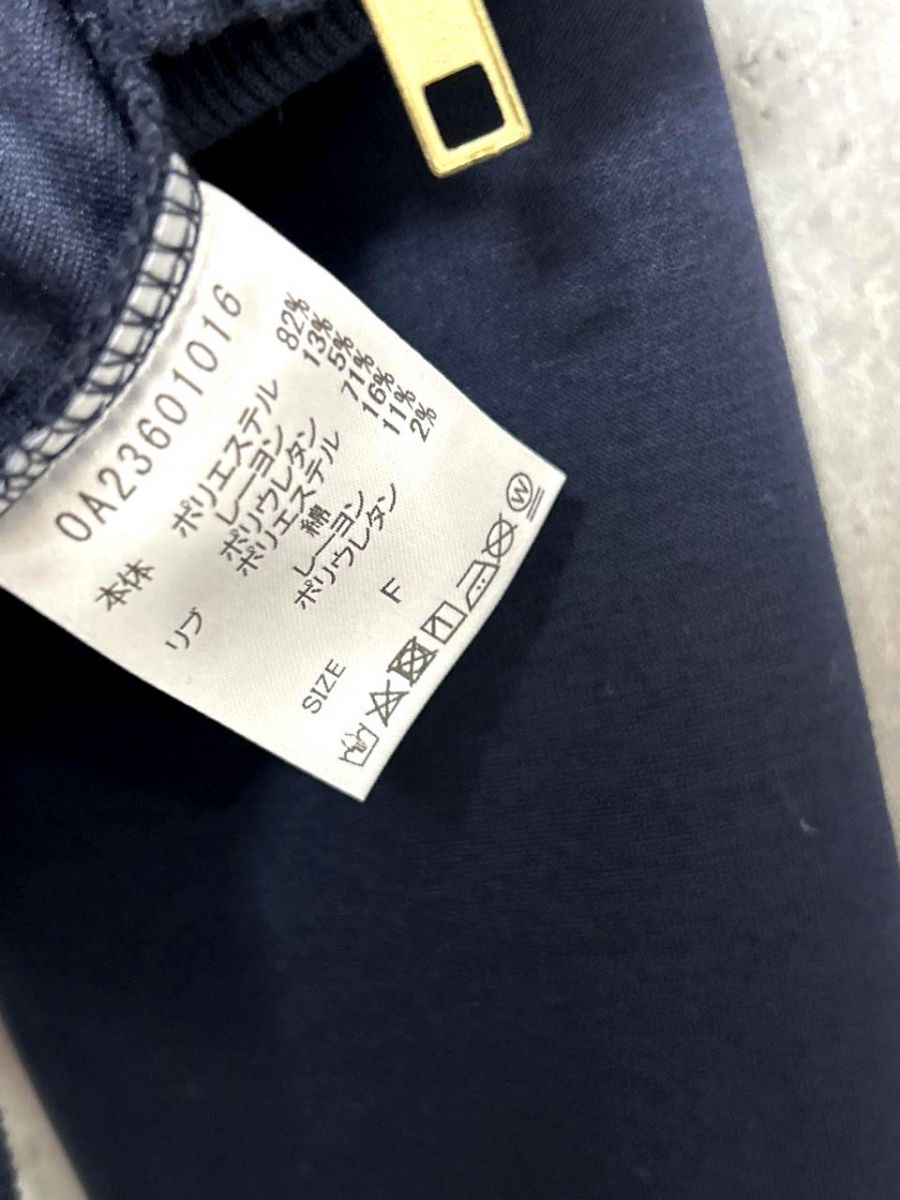 0A23601016
本体 ポリエステル 82%
レーヨン 13%
ポリウレタン 5%
リブ ポリエステル 71%
綿 16%
レーヨン 11%
ポリウレタン 2%
SIZE F
W